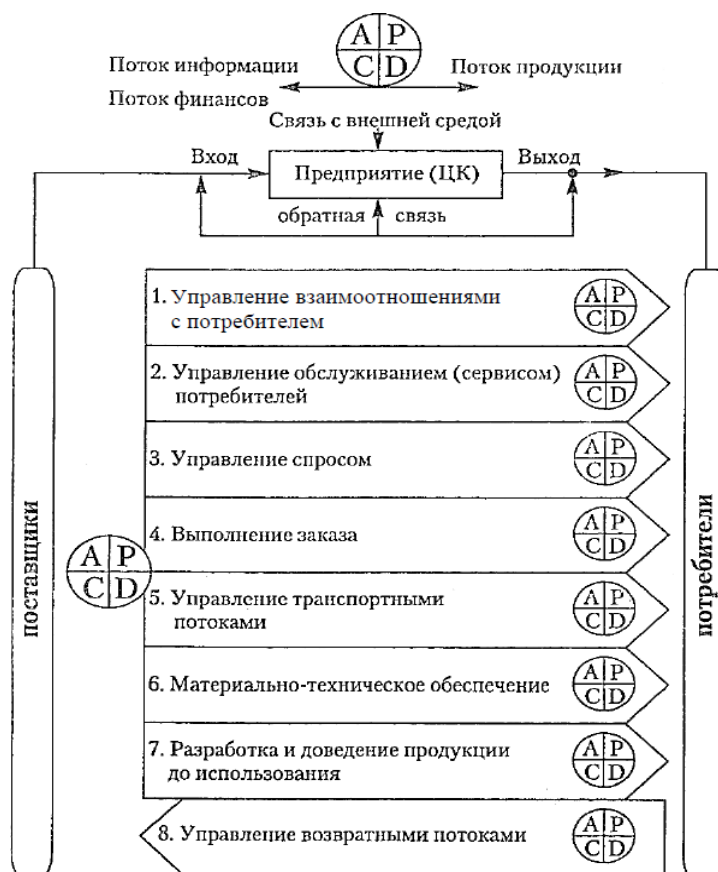 A P
C D
Поток информации
Поток продукции
Поток финансов
Связь с внешней средой
Вход
Выход
Предприятие (ЦК)
обратная связь
поставщики
потребители
A P
C D
1. Управление взаимоотношениями
с потребителем
A P
C D
2. Управление обслуживанием (сервисом)
потребителей
A P
C D
3. Управление спросом
A P
C D
4. Выполнение заказа
A P
C D
5. Управление транспортными
потоками
A P
C D
6. Материально-техническое обеспечение
A P
C D
7. Разработка и доведение продукции
до использования
A P
C D
8. Управление возвратными потоками
A P
C D